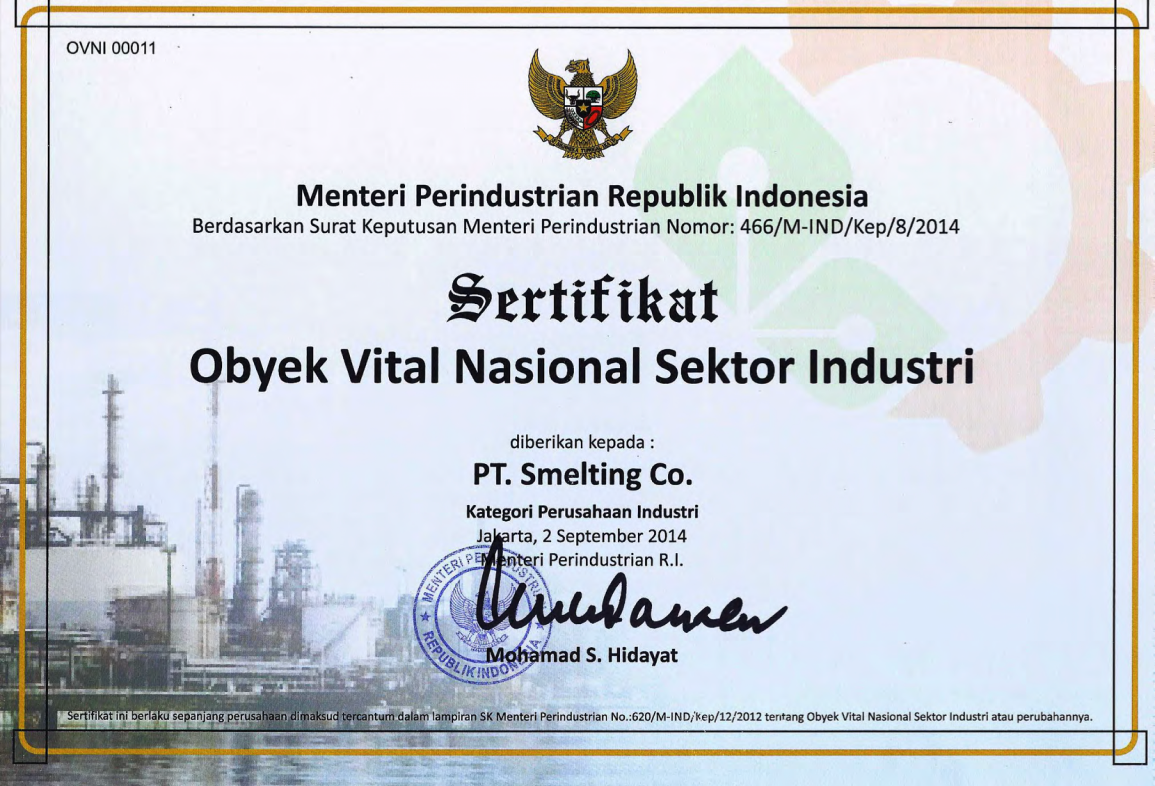 OVNI 00011
Menteri Perindustrian Republik Indonesia
Berdasarkan Surat Keputusan Menteri Perindustrian Nomor: 466/M-IND/Kep/8/2014
Sertifikat
Obyek Vital Nasional Sektor Industri
diberikan kepada :
PT. Smelting Co.
Kategori Perusahaan Industri
Jakarta, 2 September 2014
Menteri Perindustrian R.I.
MENTERI PERINDUSTRIAN
REPUBLIK INDONESIA
Mohamad S. Hidayat
Sertifikat ini berlaku sepanjang perusahaan dimaksud tercantum dalam lampiran SK Menteri Perindustrian No.:620/M-IND/Kep/12/2012 tentang Obyek Vital Nasional Sektor Industri atau perubahannya.